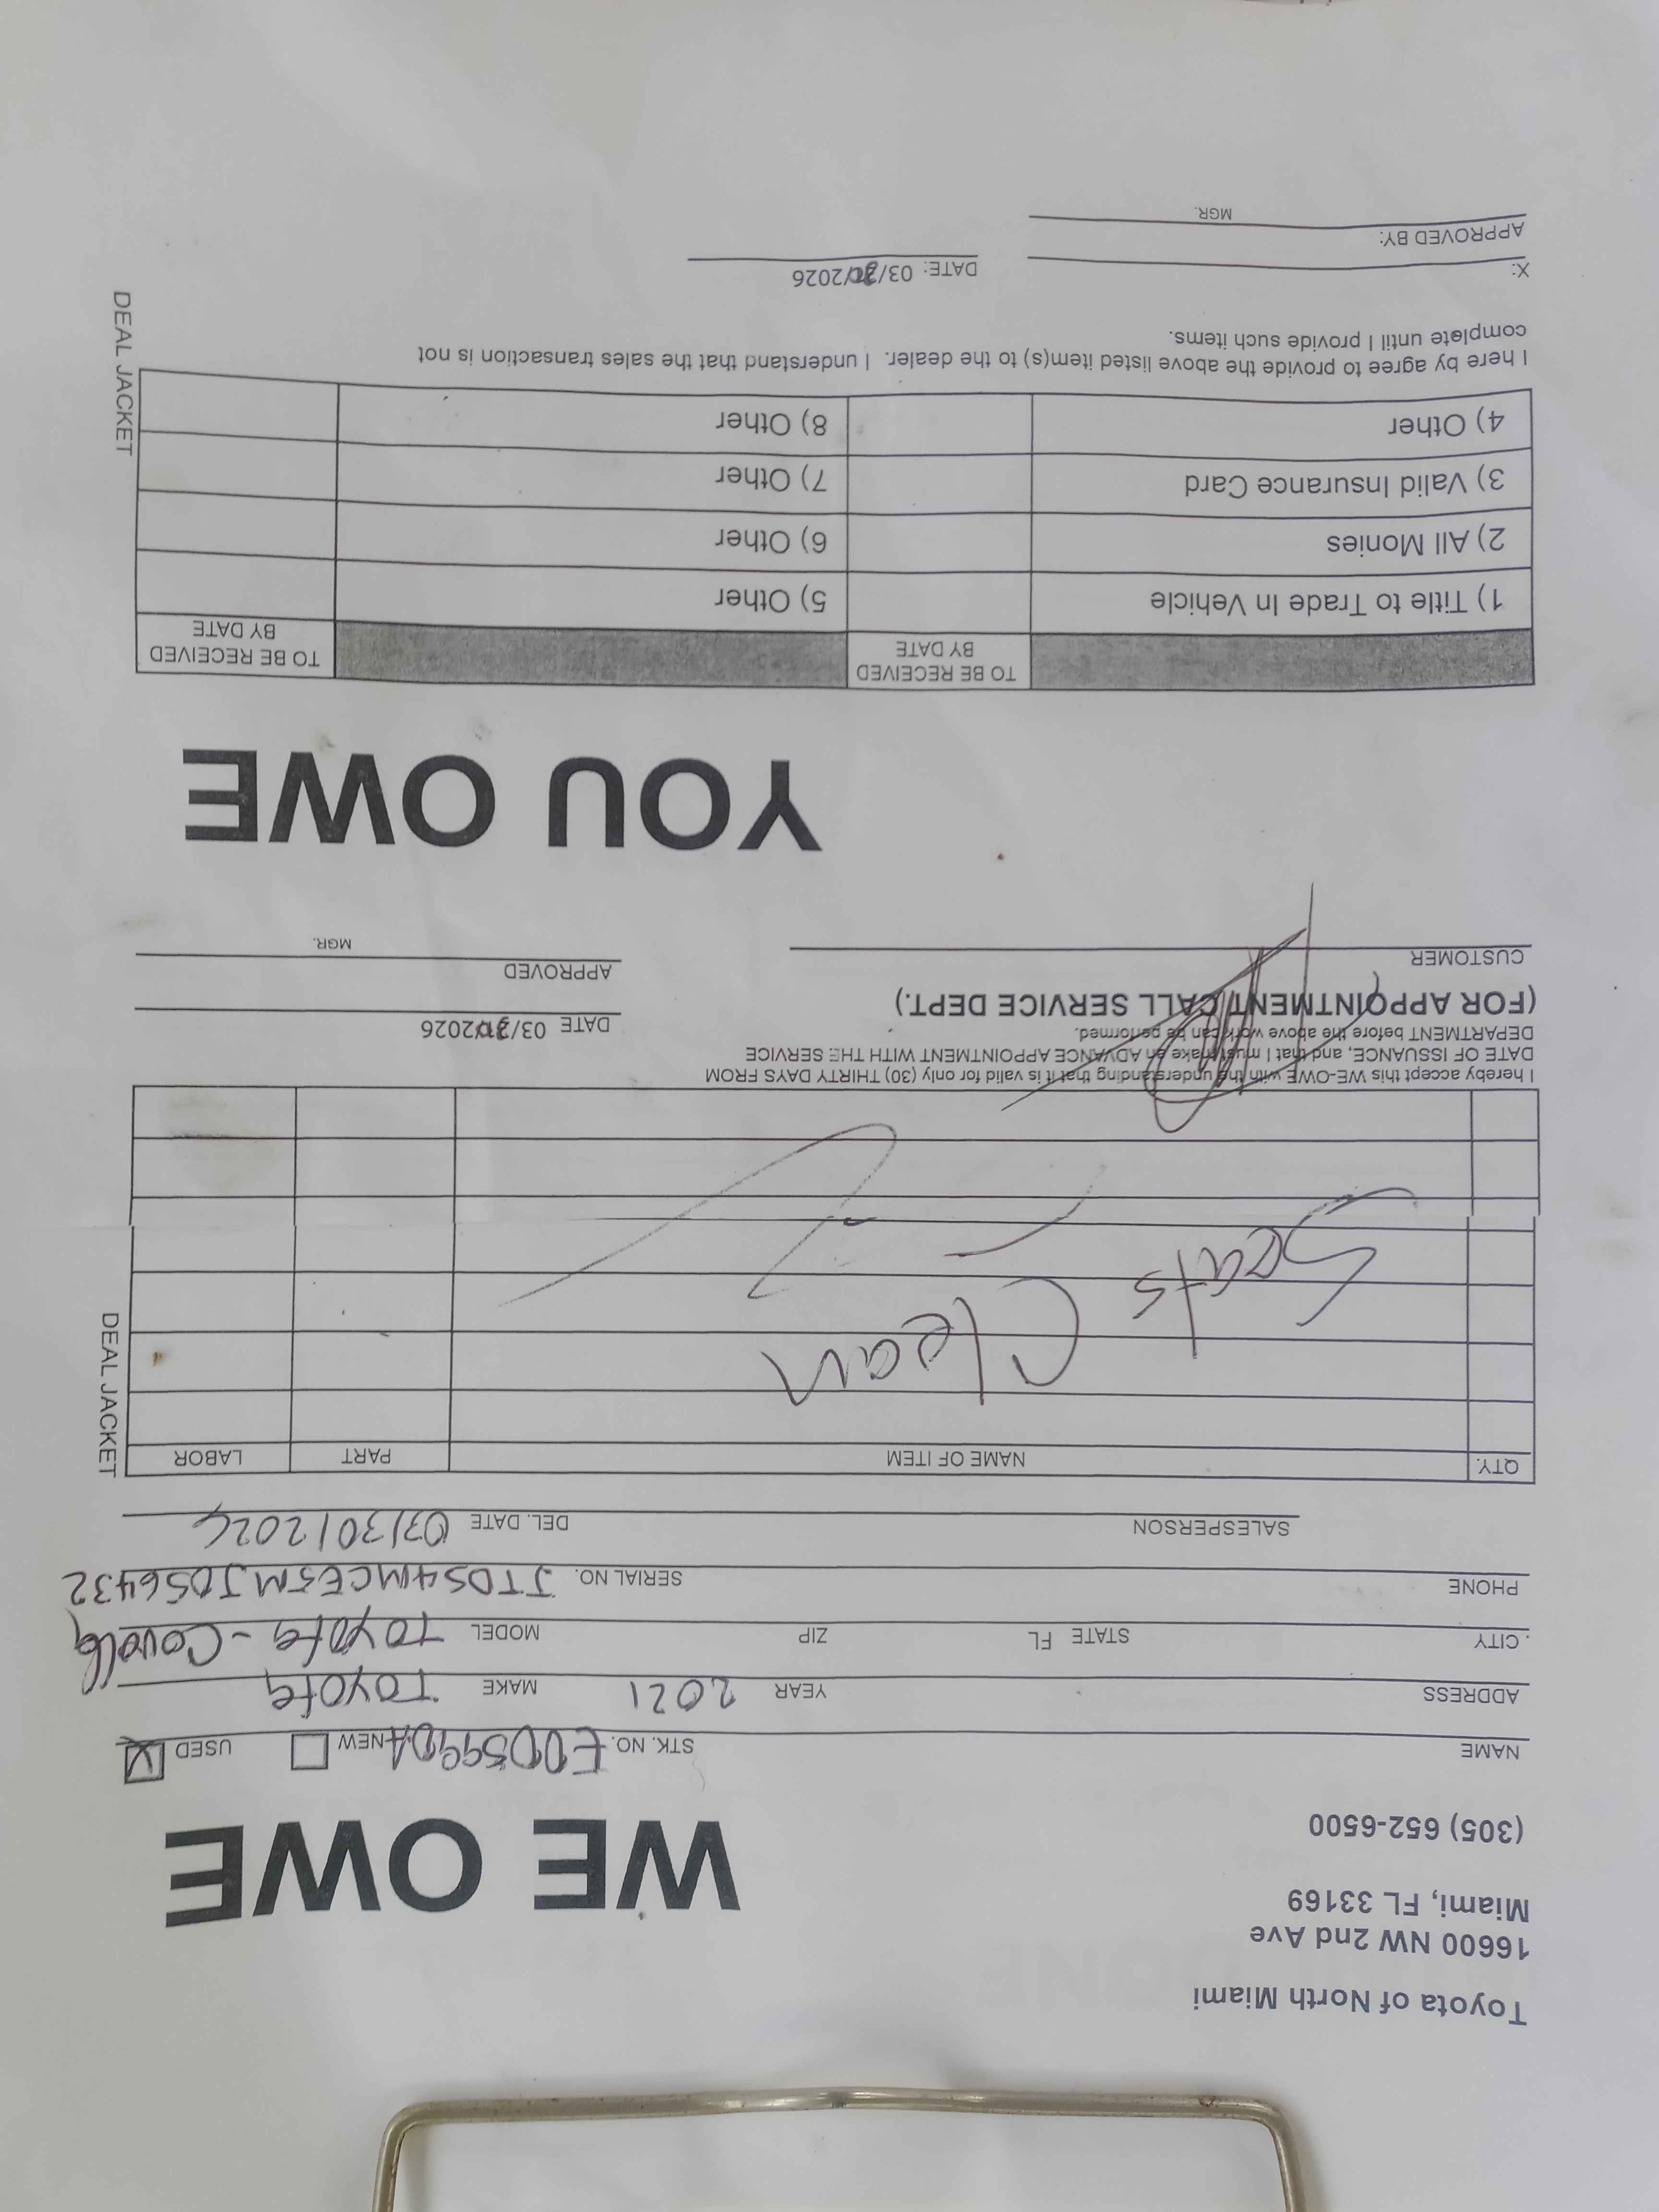 Toyota of North Miami
16600 NW 2nd Ave
Miami, FL 33169
(305) 652-6500
WE OWE
NAME STK. NO. E0D599DA NEW USED X
ADDRESS YEAR 2021 MAKE TOYOTA
CITY STATE FL ZIP MODEL TOYOTA - Corolla
PHONE SERIAL NO. JTDS4MCE5MJ056432
SALESPERSON DEL. DATE 03/30/202
QTY. NAME OF ITEM PART LABOR
Clean
Seats
DEAL JACKET
I hereby accept this WE-OWE with the understanding that it is valid for only (30) THIRTY DAYS FROM
DATE OF ISSUANCE, and that I must make an ADVANCE APPOINTMENT WITH THE SERVICE
DEPARTMENT before the above work can be performed.
(FOR APPOINTMENT CALL SERVICE DEPT.)
DATE 03/ /2026
CUSTOMER
APPROVED
MGR.
YOU OWE
TO BE RECEIVED BY DATE TO BE RECEIVED BY DATE
1) Title to Trade In Vehicle 5) Other
2) All Monies 6) Other
3) Valid Insurance Card 7) Other
4) Other 8) Other
DEAL JACKET
I here by agree to provide the above listed item(s) to the dealer. I understand that the sales transaction is not
complete until I provide such items.
X: DATE: 03/ /2026
APPROVED BY:
MGR.